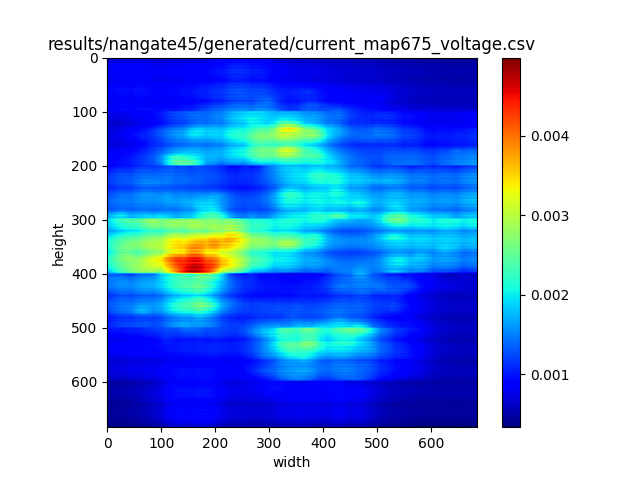 results/nangate45/generated/current_map675_voltage.csv
0
100
200
300
400
500
600
height
0 100 200 300 400 500 600
width
0.004
0.003
0.002
0.001